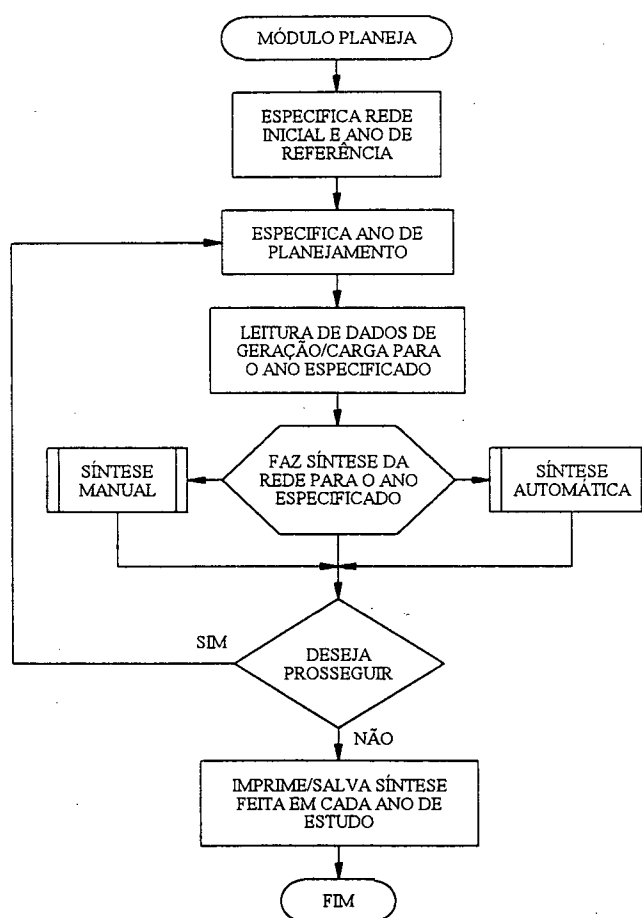 MÓDULO PLANEJA
ESPECIFICA REDE
INICIAL E ANO DE
REFERÊNCIA
ESPECIFICA ANO DE
PLANEJAMENTO
LEITURA DE DADOS DE
GERAÇÃO/CARGA PARA
O ANO ESPECIFICADO
SÍNTESE
MANUAL
FAZ SÍNTESE DA
REDE PARA O ANO
ESPECIFICADO
SÍNTESE
AUTOMÁTICA
SIM
DESEJA
PROSSEGUIR
NÃO
IMPRIME/SALVA SÍNTESE
FEITA EM CADA ANO DE
ESTUDO
FIM